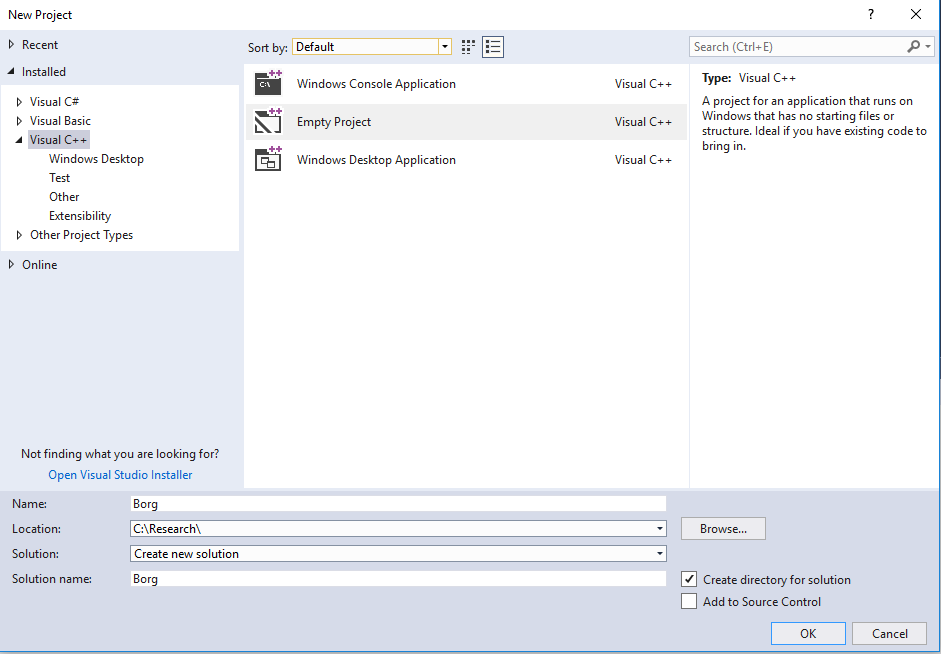 New Project
?
Recent
Installed
Visual C#
Visual Basic
Visual C++
Windows Desktop
Test
Other
Extensibility
Other Project Types
Online
Not finding what you are looking for?
Open Visual Studio Installer
Sort by: Default
Search (Ctrl+E)
C:\
Windows Console Application Visual C++
Empty Project Visual C++
Windows Desktop Application Visual C++
Type: Visual C++
A project for an application that runs on
Windows that has no starting files or
structure. Ideal if you have existing code to
bring in.
Name: Borg
Location: C:\Research\ Browse...
Solution: Create new solution
Solution name: Borg
Create directory for solution
Add to Source Control
OK Cancel